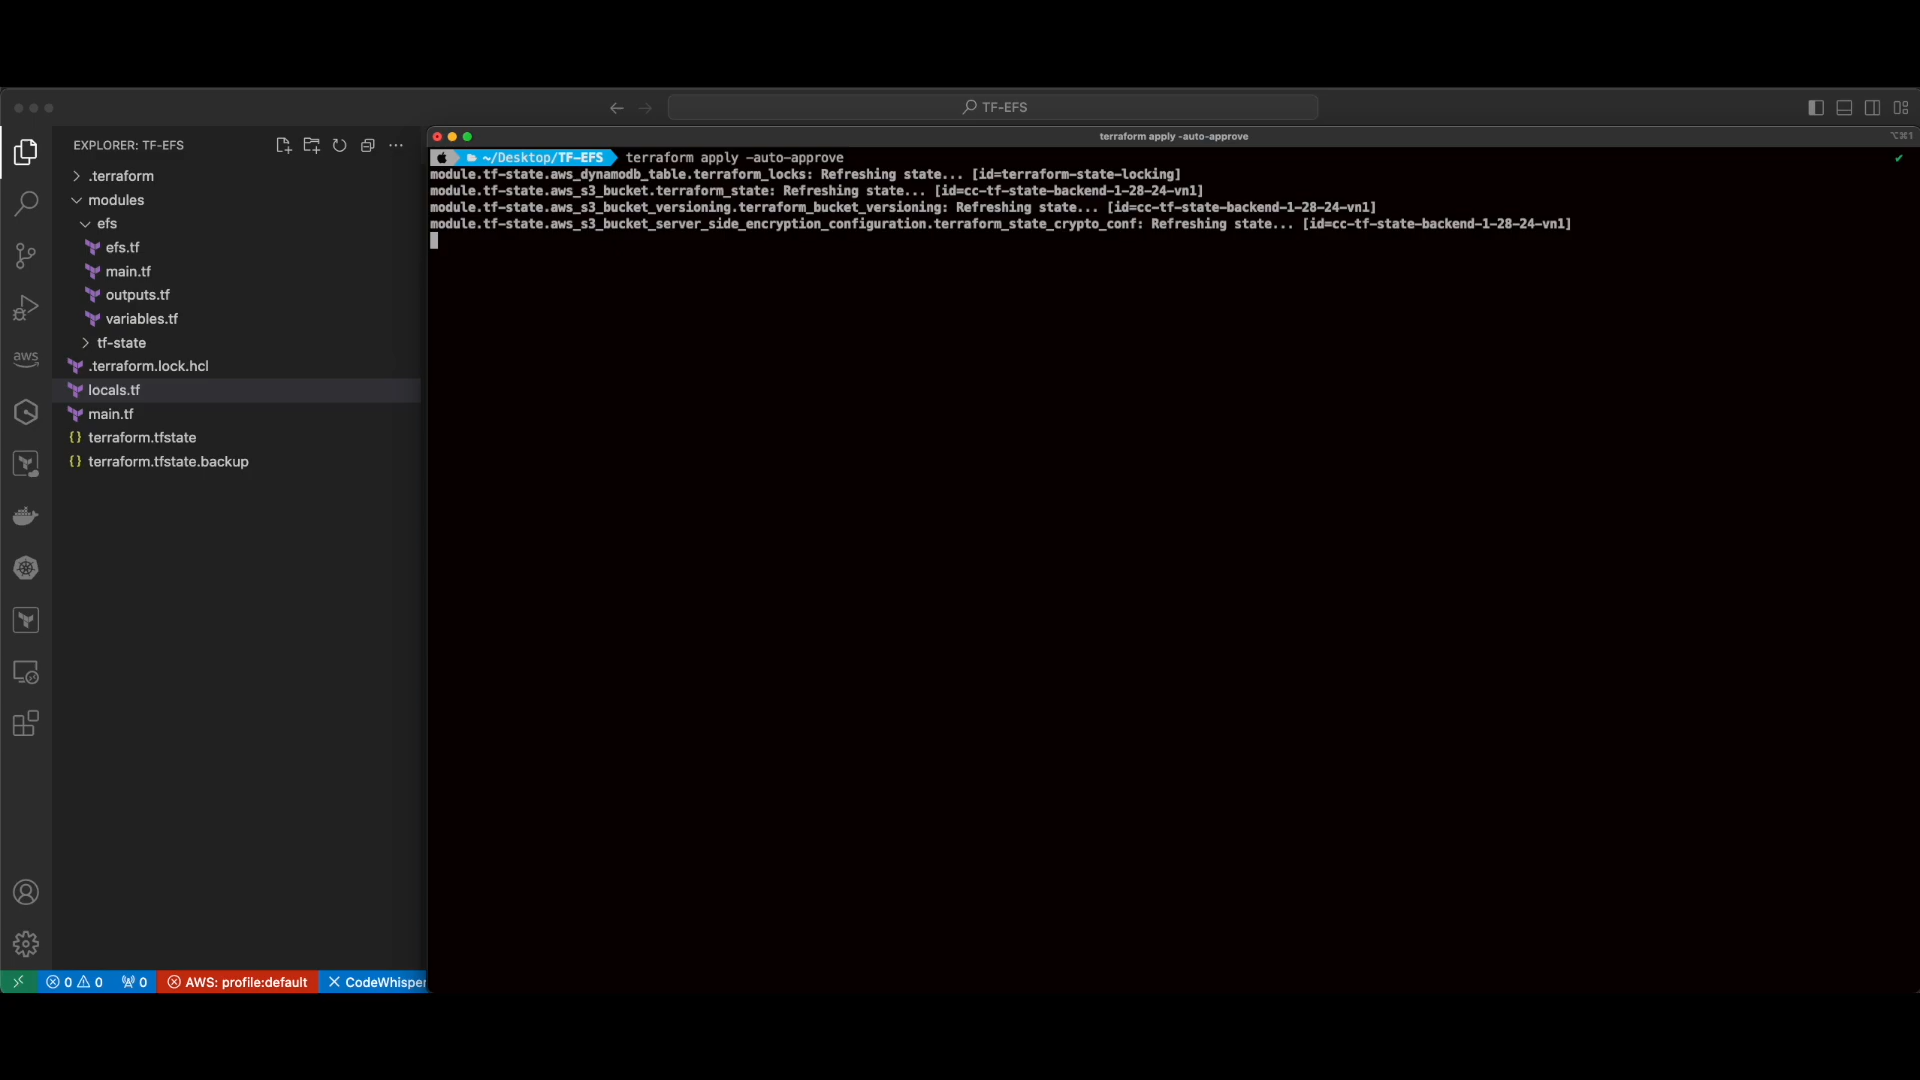 TF-EFS
EXPLORER: TF-EFS
.terraform
modules
efs
efs.tf
main.tf
outputs.tf
variables.tf
tf-state
.terraform.lock.hcl
locals.tf
main.tf
{} terraform.tfstate
{} terraform.tfstate.backup
aws
0 0 0 AWS: profile:default CodeWhisper
terraform apply -auto-approve
⌥⌘1
~/Desktop/TF-EFS terraform apply -auto-approve
module.tf-state.aws_dynamodb_table.terraform_locks: Refreshing state... [id=terraform-state-locking]
module.tf-state.aws_s3_bucket.terraform_state: Refreshing state... [id=cc-tf-state-backend-1-28-24-vn1]
module.tf-state.aws_s3_bucket_versioning.terraform_bucket_versioning: Refreshing state... [id=cc-tf-state-backend-1-28-24-vn1]
module.tf-state.aws_s3_bucket_server_side_encryption_configuration.terraform_state_crypto_conf: Refreshing state... [id=cc-tf-state-backend-1-28-24-vn1]